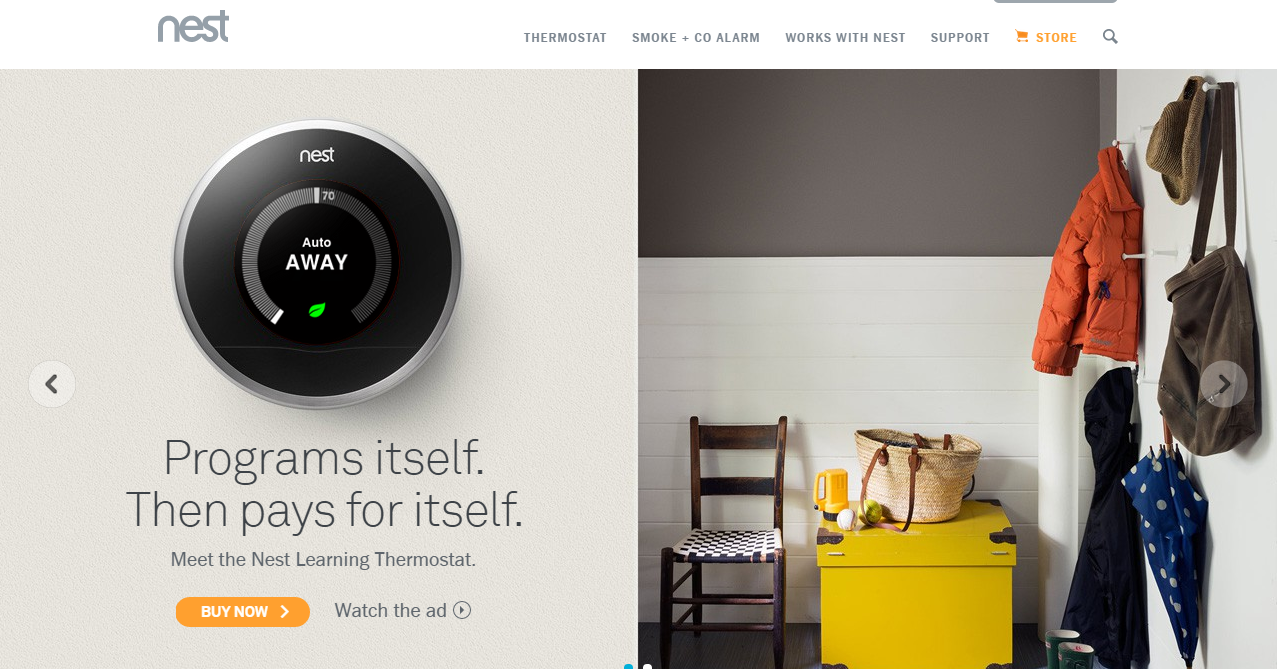 nest
THERMOSTAT SMOKE + CO ALARM WORKS WITH NEST SUPPORT STORE
nest
70
Auto
AWAY
Programs itself.
Then pays for itself.
Meet the Nest Learning Thermostat.
BUY NOW Watch the ad